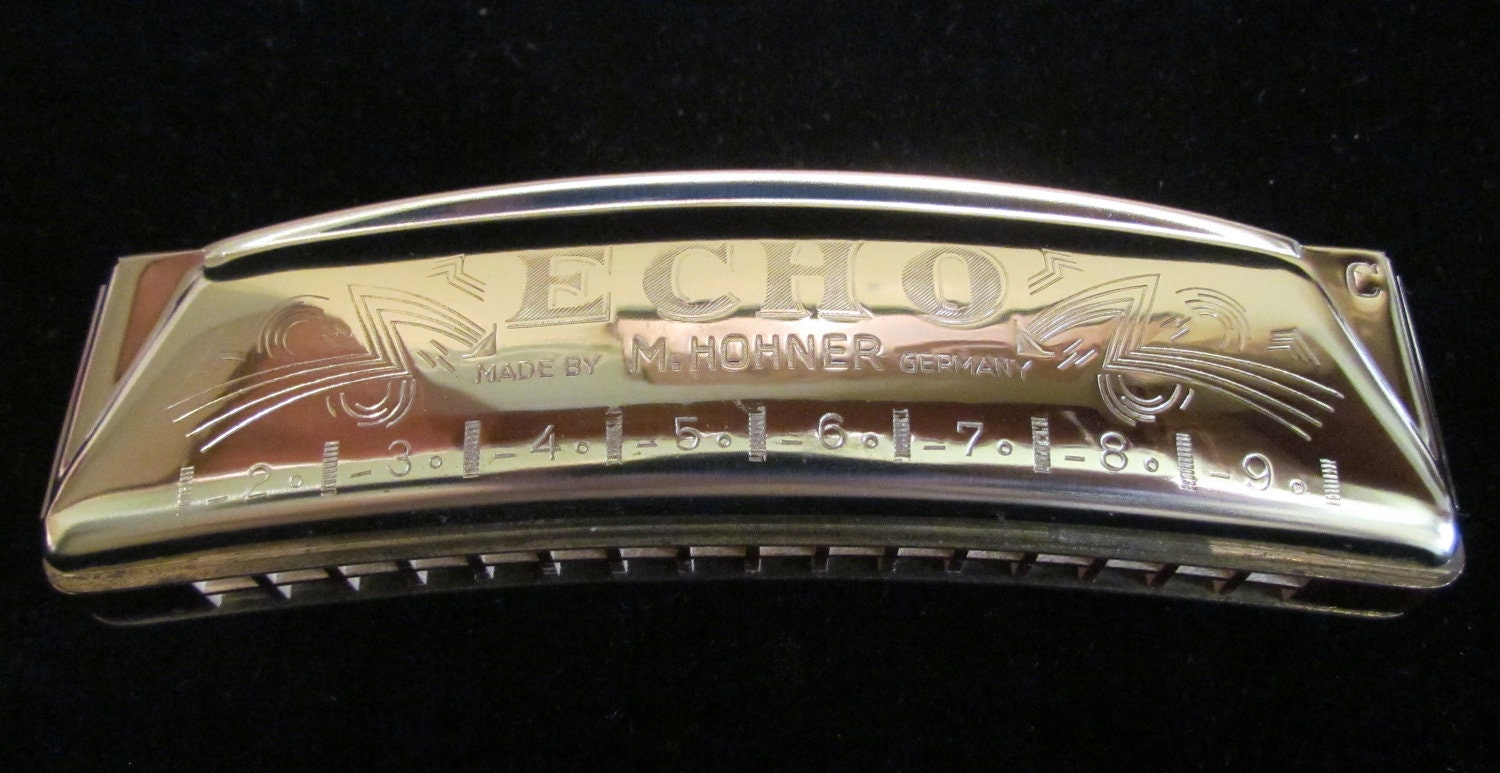 ECHO
C
MADE BY M. HOHNER GERMANY
2 3 4 5 6 7 8 9